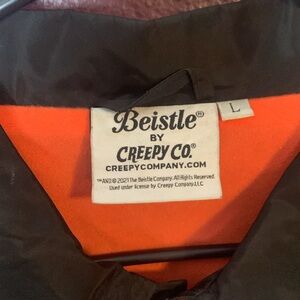 Beistle®
BY
CREEPY CO.®
CREEPYCOMPANY.COM
™AND © 2021 The Beistle Company. All Rights Reserved.
Used under license by Creepy Company LLC
L